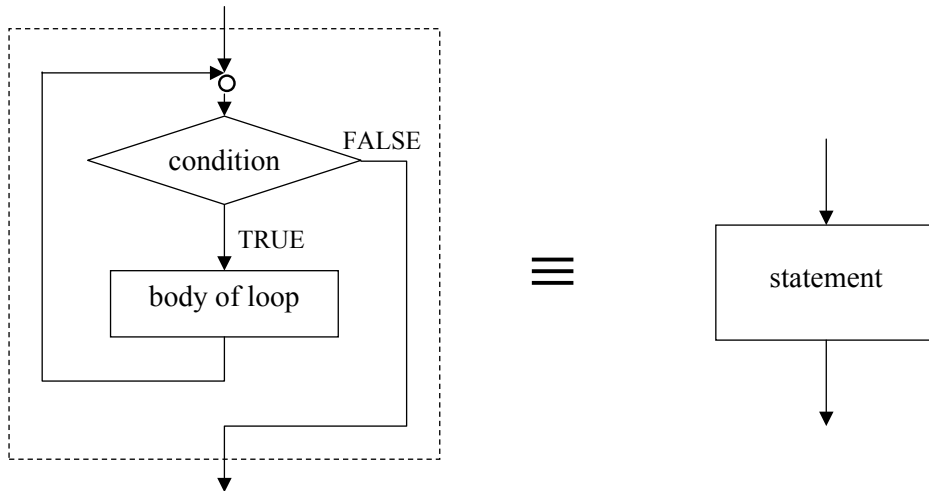 FALSE
condition
TRUE
body of loop
≡
statement